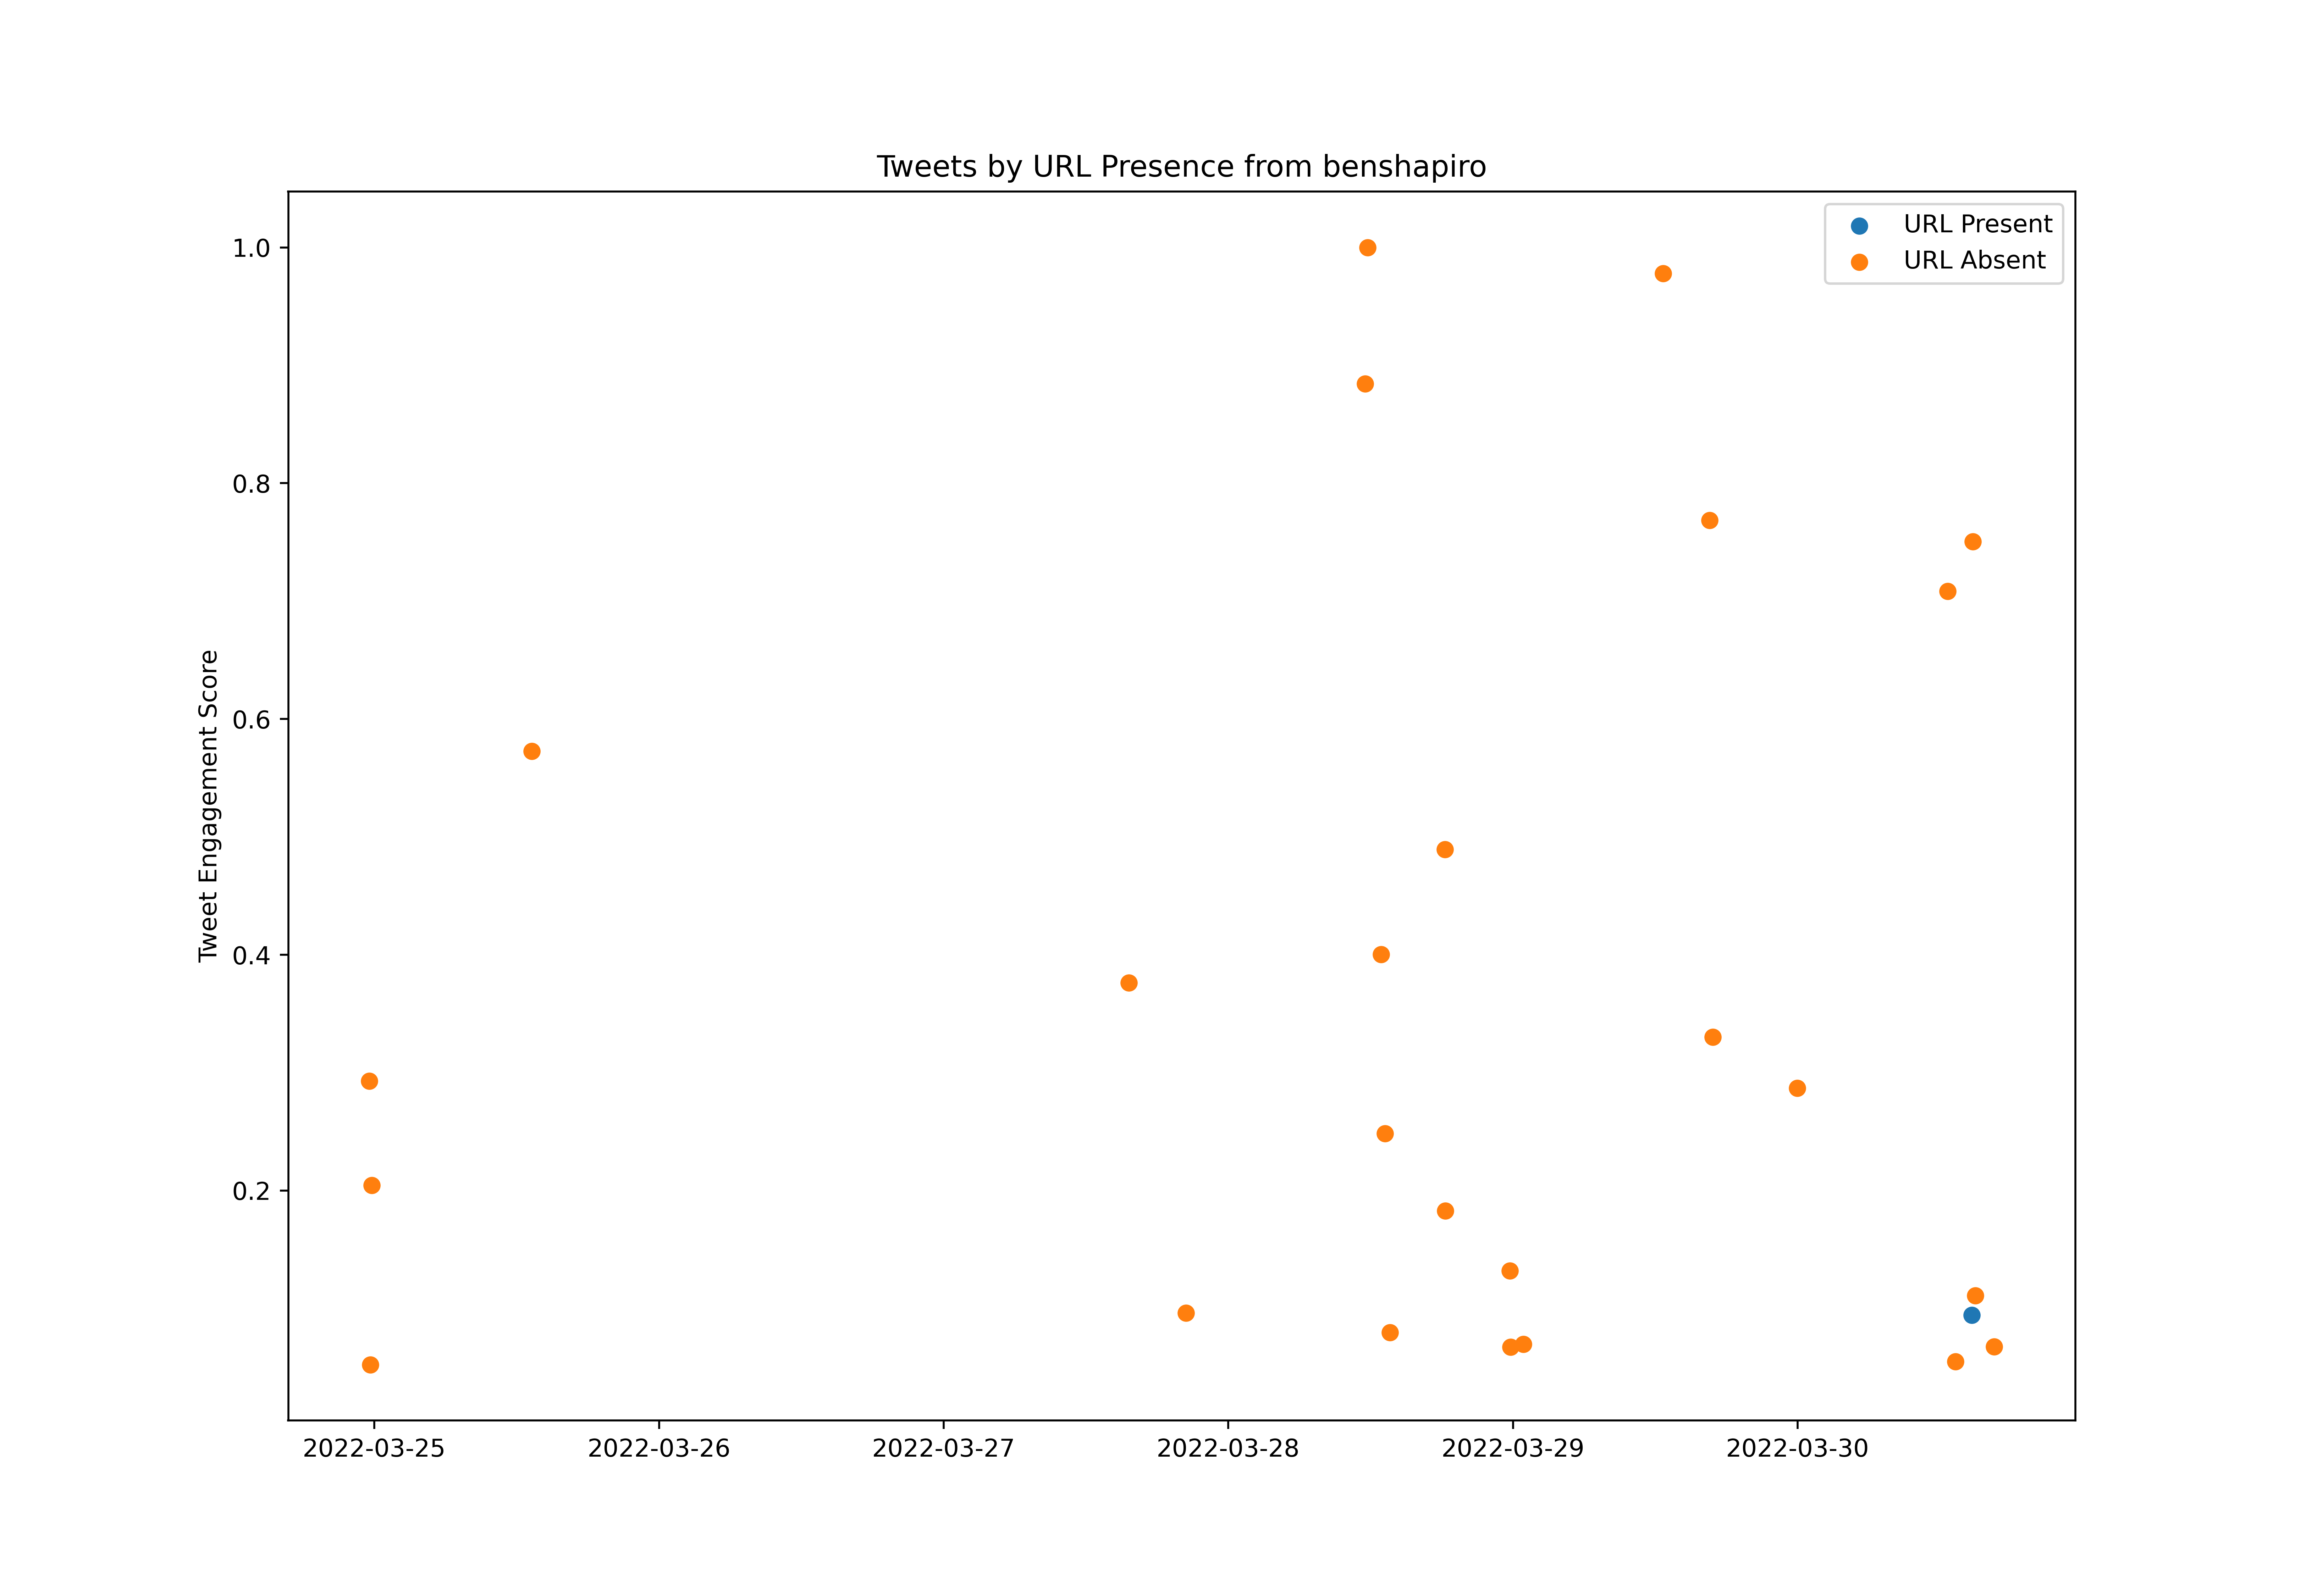 Tweets by URL Presence from benshapiro
URL Present
URL Absent
1.0
0.8
0.6
0.4
0.2
Tweet Engagement Score
2022-03-25
2022-03-26
2022-03-27
2022-03-28
2022-03-29
2022-03-30